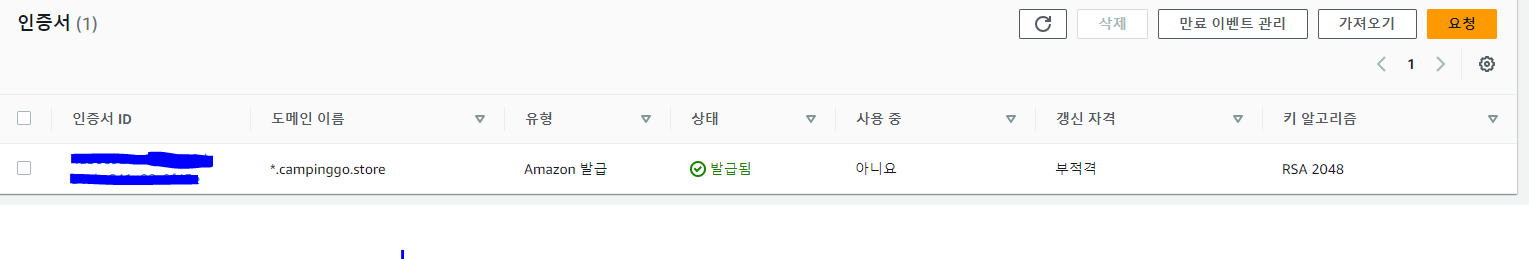 인증서 (1)
삭제
만료 이벤트 관리
가져오기
요청
1
인증서 ID
도메인 이름
유형
상태
사용 중
갱신 자격
키 알고리즘
*.campinggo.store
Amazon 발급
발급됨
아니요
부적격
RSA 2048